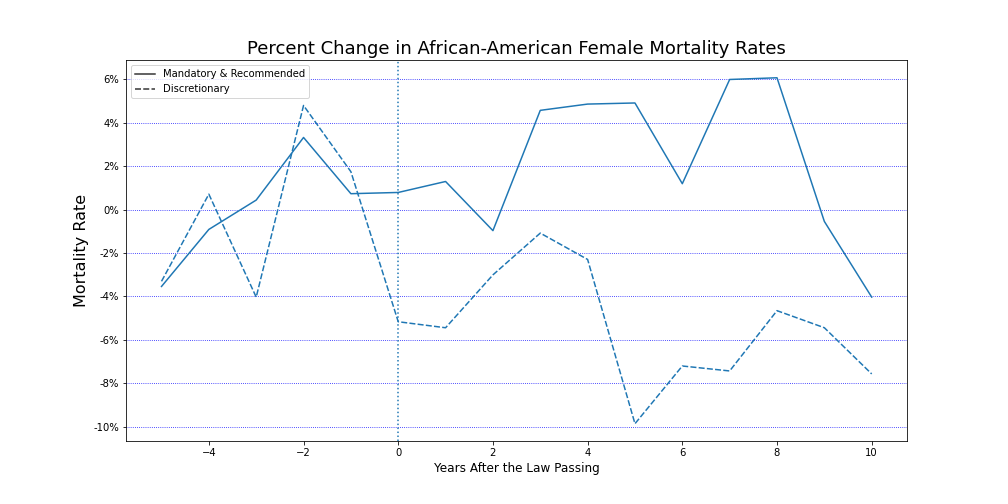 Percent Change in African-American Female Mortality Rates
Mandatory & Recommended
Discretionary
6%
4%
2%
0%
-2%
-4%
-6%
-8%
-10%
Mortality Rate
−4 −2 0 2 4 6 8 10
Years After the Law Passing